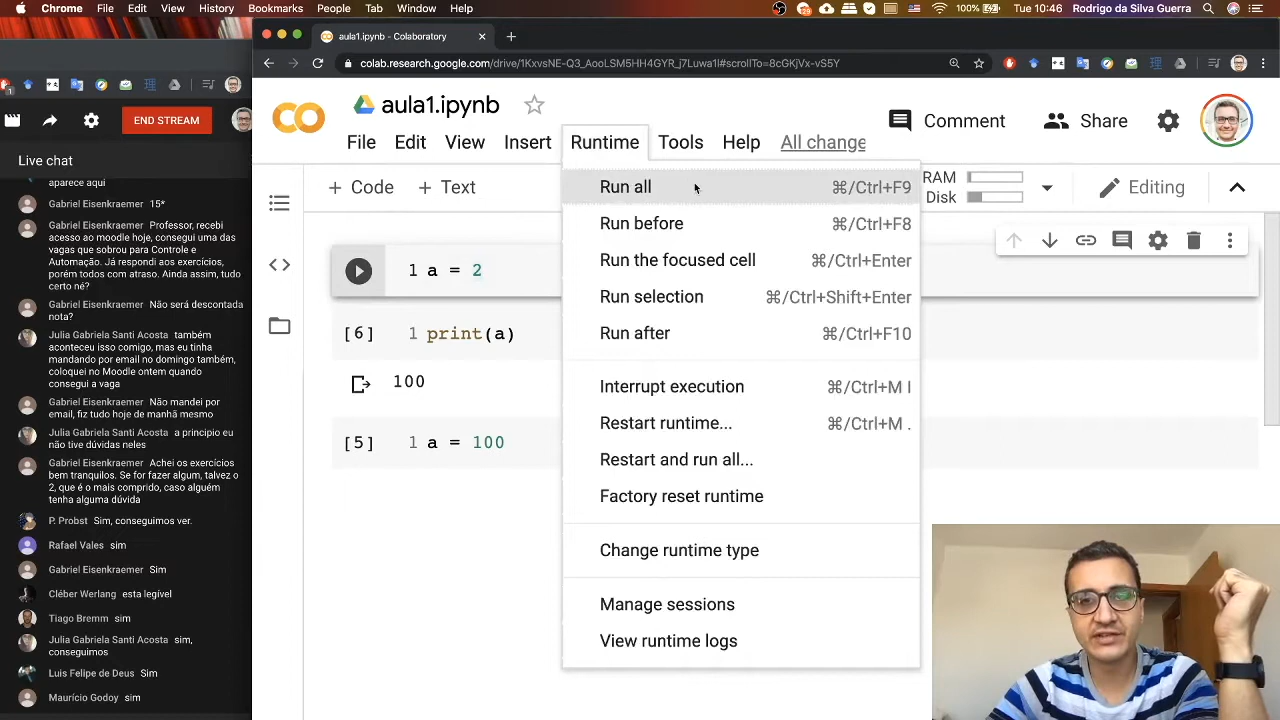 Chrome File Edit View History Bookmarks People Tab Window Help 29 100% Tue 10:46 Rodrigo da Silva Guerra
aula1.ipynb - Colaboratory
colab.research.google.com/drive/1KxvsNE-Q3_AooLSM5HH4GYR_j7Luwa1l#scrollTo=8cGKjVx-vS5Y
END STREAM
Live chat
aparece aqui
Gabriel Eisenkraemer 15*
Gabriel Eisenkraemer Professor, recebi
acesso ao moodle hoje, consegui uma das
vagas que sobrou para Controle e
Automação. Já respondi aos exercícios,
porém todos com atraso. Ainda assim, tudo
certo né?
Gabriel Eisenkraemer Não será descontada
nota?
Julia Gabriela Santi Acosta também
aconteceu isso comigo, mas eu tinha
mandando por email no domingo também,
coloquei no Moodle ontem quando
consegui a vaga
Gabriel Eisenkraemer Não mandei por
email, fiz tudo hoje de manhã mesmo
Julia Gabriela Santi Acosta a principio eu
não tive dúvidas neles
Gabriel Eisenkraemer Achei os exercícios
bem tranquilos. Se for fazer algum, talvez o
2, que é o mais comprido, caso alguém
tenha alguma dúvida
P. Probst Sim, conseguimos ver.
Rafael Vales sim
Gabriel Eisenkraemer Sim
Cléber Werlang esta legível
Tiago Bremm sim
Julia Gabriela Santi Acosta sim,
conseguimos
Luis Felipe de Deus Sim
Maurício Godoy sim
CO
aula1.ipynb
Comment
Share
File Edit View Insert Runtime Tools Help All change
+ Code + Text
RAM
Disk
Editing
1 a = 2
[6] 1 print(a)
100
[5] 1 a = 100
Run all ⌘/Ctrl+F9
Run before ⌘/Ctrl+F8
Run the focused cell ⌘/Ctrl+Enter
Run selection ⌘/Ctrl+Shift+Enter
Run after ⌘/Ctrl+F10
Interrupt execution ⌘/Ctrl+M I
Restart runtime... ⌘/Ctrl+M .
Restart and run all...
Factory reset runtime
Change runtime type
Manage sessions
View runtime logs